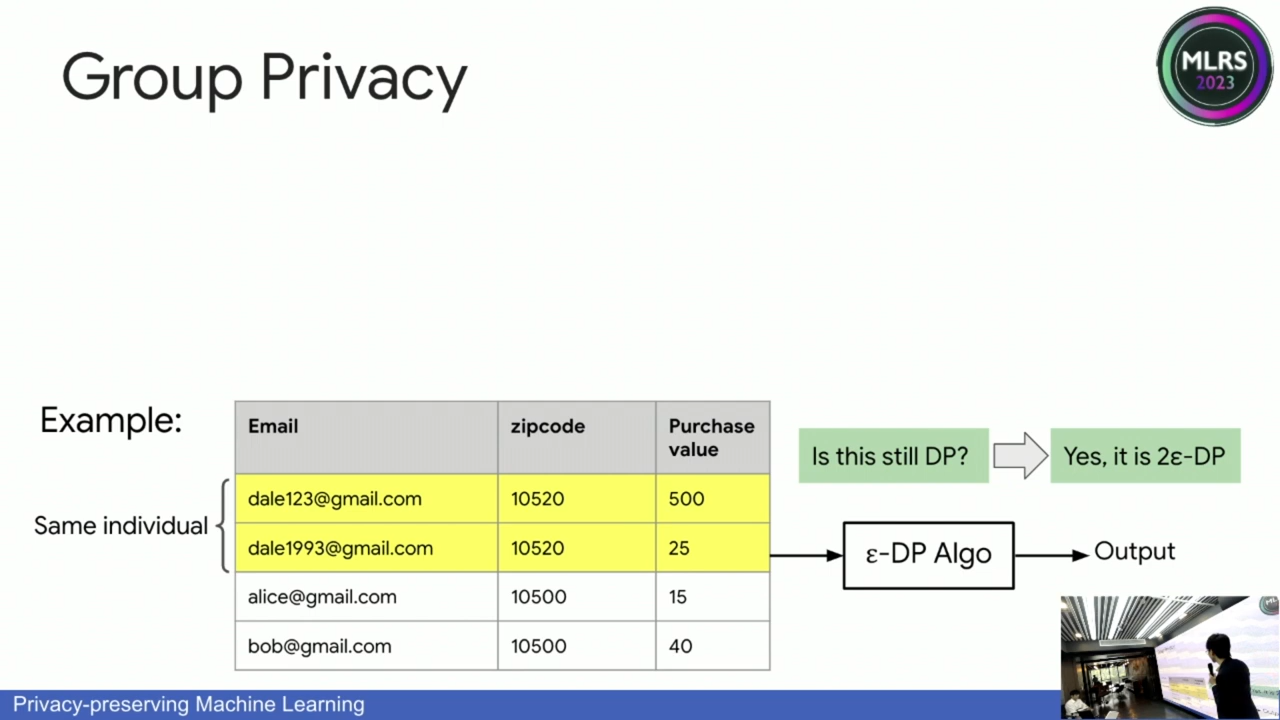 Group Privacy
MLRS
2023
Example:
Email zipcode Purchase value
Same individual
dale123@gmail.com 10520 500
dale1993@gmail.com 10520 25
alice@gmail.com 10500 15
bob@gmail.com 10500 40
Is this still DP?
Yes, it is 2ε-DP
ε-DP Algo
Output
Privacy-preserving Machine Learning